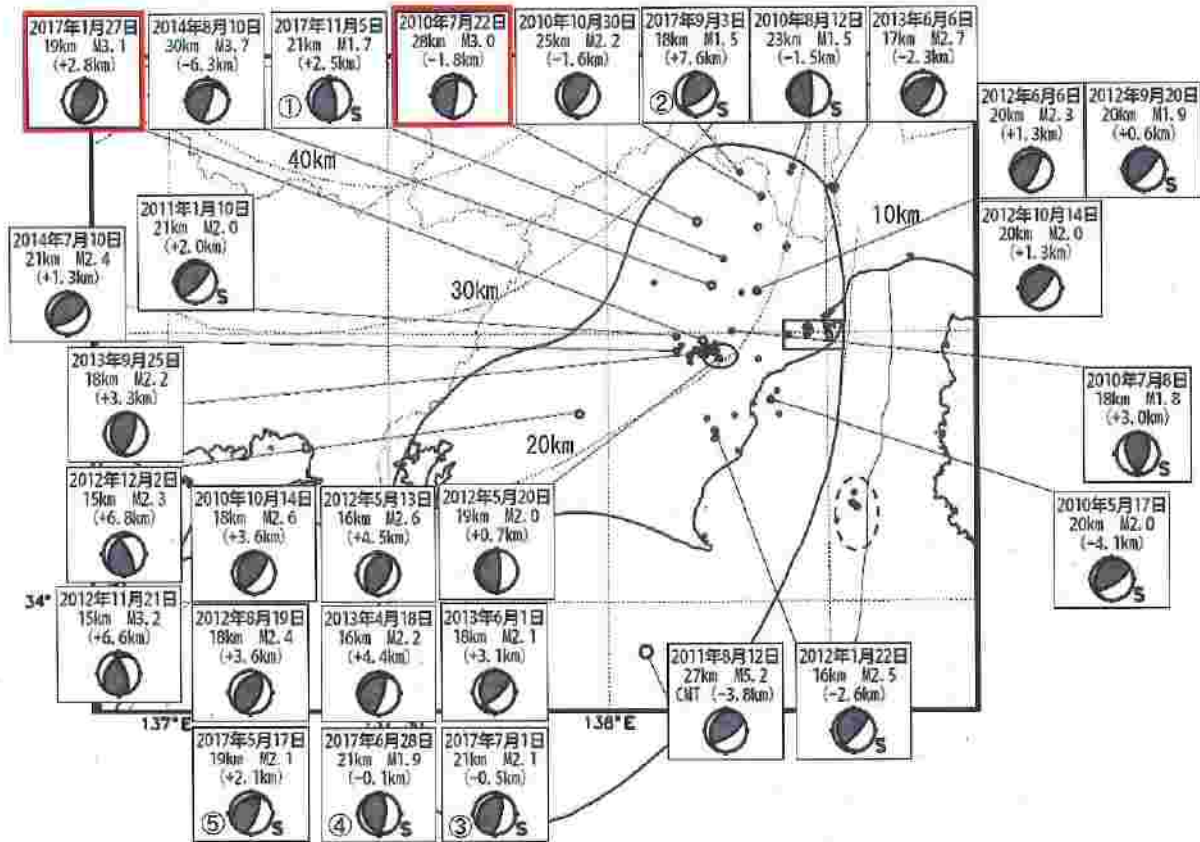 2017年1月27日
19km M3.1
(+2.8km)
2014年8月10日
30km M3.7
(-6.3km)
2017年11月5日
21km M1.7
(+2.5km)
①
S
2010年7月22日
28km M3.0
(-1.8km)
2010年10月30日
25km M2.2
(-1.6km)
2017年9月3日
18km M1.5
(+7.6km)
②
S
2010年8月12日
23km M1.5
(-1.5km)
S
2013年6月6日
17km M2.7
(-2.3km)
2012年6月6日
20km M2.3
(+1.3km)
2012年9月20日
20km M1.9
(+0.6km)
S
2012年10月14日
20km M2.0
(+1.3km)
40km
10km
30km
20km
2011年1月10日
21km M2.0
(+2.0km)
S
2014年7月10日
21km M2.4
(+1.3km)
2013年9月25日
18km M2.2
(+3.3km)
2010年7月8日
18km M1.8
(+3.0km)
S
2012年12月2日
15km M2.3
(+6.8km)
2010年10月14日
18km M2.6
(+3.6km)
2012年5月13日
16km M2.6
(+4.5km)
2012年5月20日
19km M2.0
(+0.7km)
2010年5月17日
20km M2.0
(-4.1km)
S
34°
2012年11月21日
15km M3.2
(+6.6km)
2012年8月19日
18km M2.4
(+3.6km)
2013年4月18日
16km M2.2
(+4.4km)
2013年6月1日
18km M2.1
(+3.1km)
2011年8月12日
27km M5.2
CMT (-3.8km)
2012年1月22日
16km M2.5
(-2.6km)
S
137°E
138°E
2017年5月17日
19km M2.1
(+2.1km)
⑤
S
2017年6月28日
21km M1.9
(-0.1km)
④
S
2017年7月1日
21km M2.1
(-0.5km)
③
S